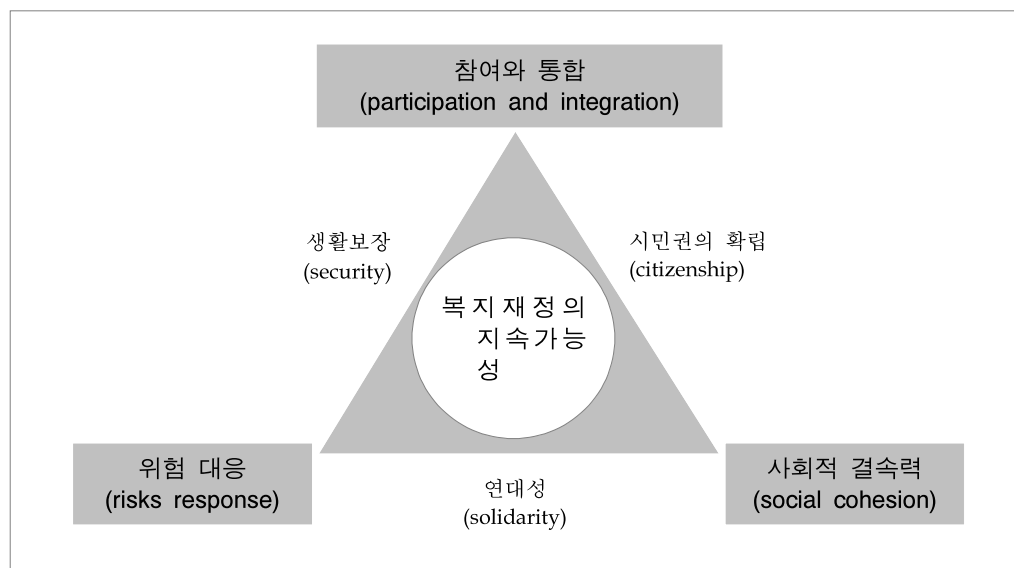 참여와 통합
(participation and integration)
생활보장
(security)
시민권의 확립
(citizenship)
복지재정의
지속가능
성
위험 대응
(risks response)
연대성
(solidarity)
사회적 결속력
(social cohesion)